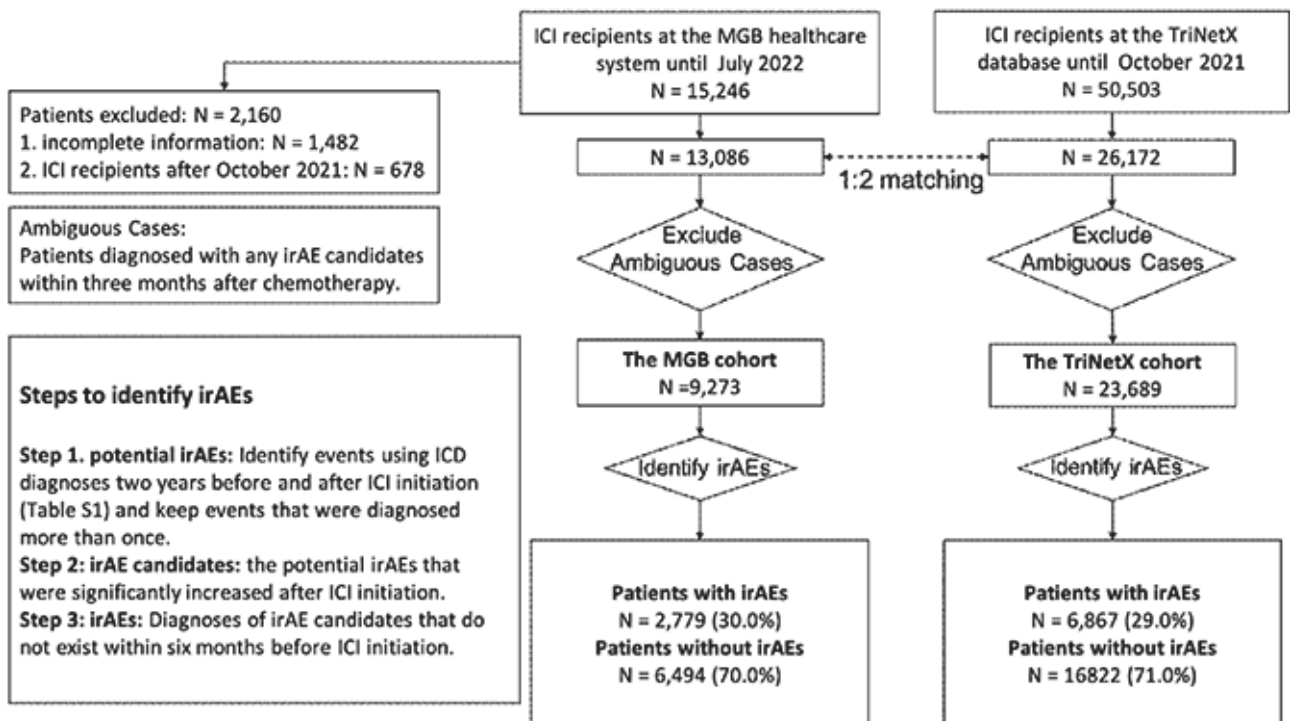 ICI recipients at the MGB healthcare
system until July 2022
N = 15,246
ICI recipients at the TriNetX
database until October 2021
N = 50,503
Patients excluded: N = 2,160
1. incomplete information: N = 1,482
2. ICI recipients after October 2021: N = 678
N = 13,086
1:2 matching
N = 26,172
Ambiguous Cases:
Patients diagnosed with any irAE candidates
within three months after chemotherapy.
Exclude
Ambiguous Cases
Exclude
Ambiguous Cases
The MGB cohort
N =9,273
The TriNetX cohort
N = 23,689
Steps to identify irAEs
Step 1. potential irAEs: Identify events using ICD
diagnoses two years before and after ICI initiation
(Table S1) and keep events that were diagnosed
more than once.
Step 2: irAE candidates: the potential irAEs that
were significantly increased after ICI initiation.
Step 3: irAEs: Diagnoses of irAE candidates that do
not exist within six months before ICI initiation.
Identify irAEs
Identify irAEs
Patients with irAEs
N = 2,779 (30.0%)
Patients without irAEs
N = 6,494 (70.0%)
Patients with irAEs
N = 6,867 (29.0%)
Patients without irAEs
N = 16822 (71.0%)